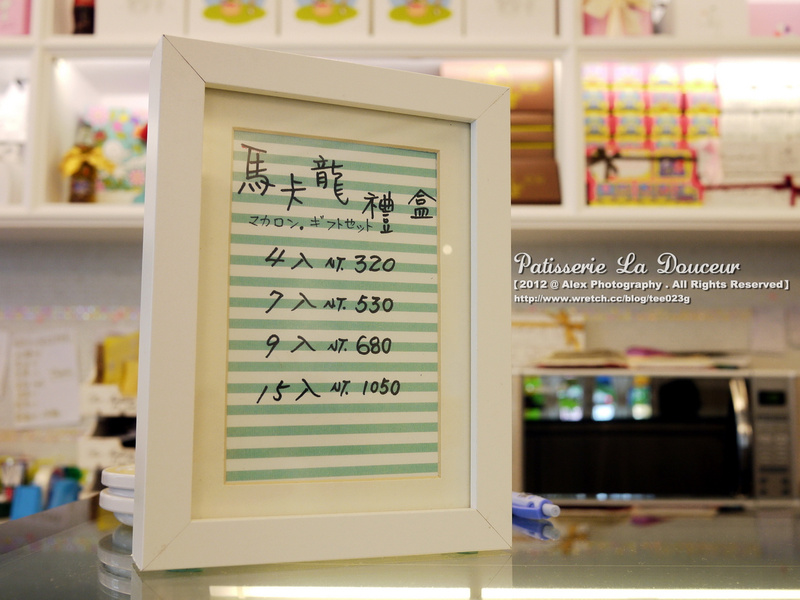 馬卡龍禮盒
マカロン。ギフトセット
4入 NT. 320
7入 NT. 530
9入 NT. 680
15入 NT. 1050
Patisserie La Douceur
[ 2012 @ Alex Photography . All Rights Reserved ]
http://www.wretch.cc/blog/tee023g